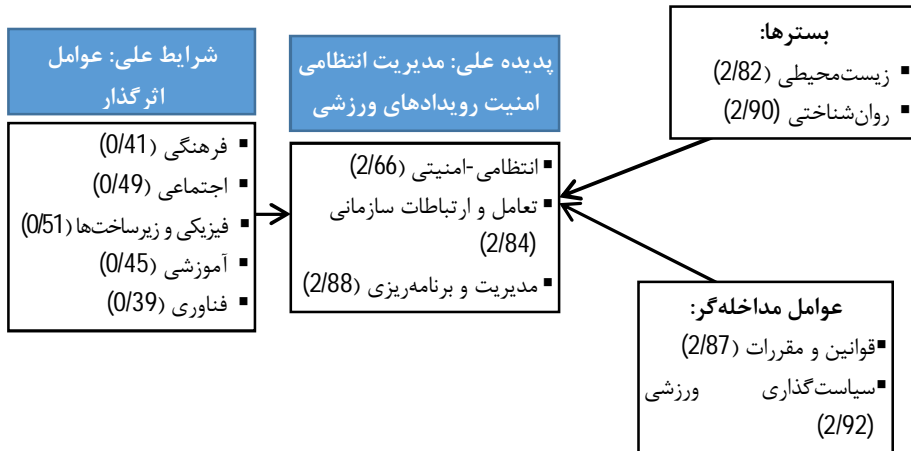 بسترها:
▪ زیست‌محیطی (2/82)
▪ روان‌شناختی (2/90)
پدیده علی: مدیریت انتظامی
امنیت رویدادهای ورزشی
▪ انتظامی-امنیتی (2/66)
▪ تعامل و ارتباطات سازمانی
(2/84)
▪ مدیریت و برنامه‌ریزی (2/88)
شرایط علی: عوامل
اثرگذار
▪ فرهنگی (0/41)
▪ اجتماعی (0/49)
▪ فیزیکی و زیرساخت‌ها (0/51)
▪ آموزشی (0/45)
▪ فناوری (0/39)
عوامل مداخله‌گر:
▪ قوانین و مقررات (2/87)
▪ سیاست‌گذاری ورزشی
(2/92)